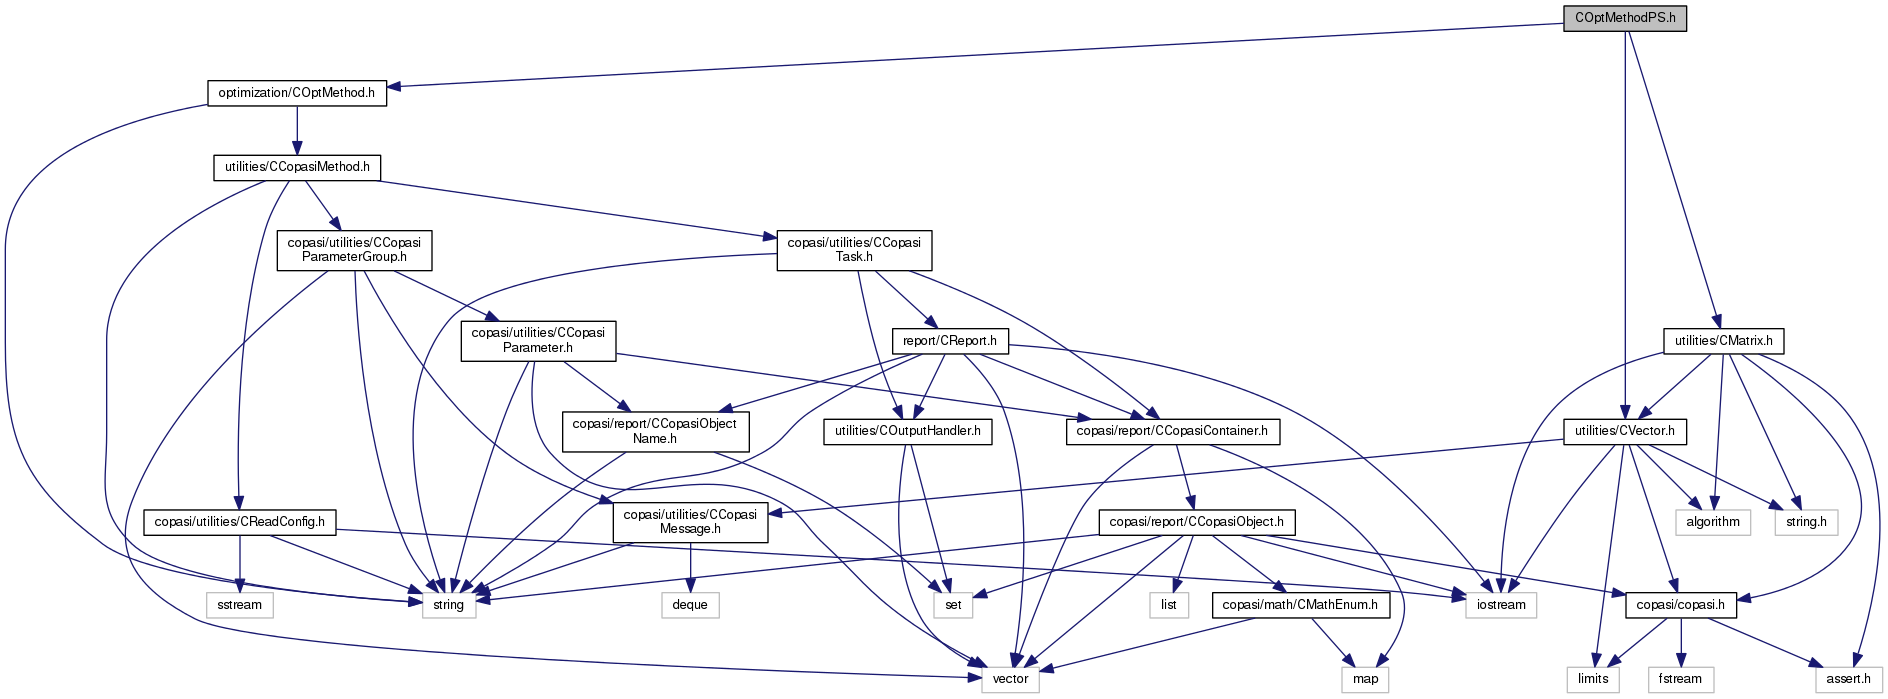 COptMethodPS.h
optimization/COptMethod.h
utilities/CCopasiMethod.h
copasi/utilities/CCopasi
ParameterGroup.h
copasi/utilities/CCopasi
Task.h
copasi/utilities/CCopasi
Parameter.h
report/CReport.h
utilities/CMatrix.h
copasi/report/CCopasiObject
Name.h
utilities/COutputHandler.h
copasi/report/CCopasiContainer.h
utilities/CVector.h
copasi/utilities/CReadConfig.h
copasi/utilities/CCopasi
Message.h
copasi/report/CCopasiObject.h
algorithm
string.h
sstream
string
deque
set
list
copasi/math/CMathEnum.h
iostream
copasi/copasi.h
vector
map
limits
fstream
assert.h